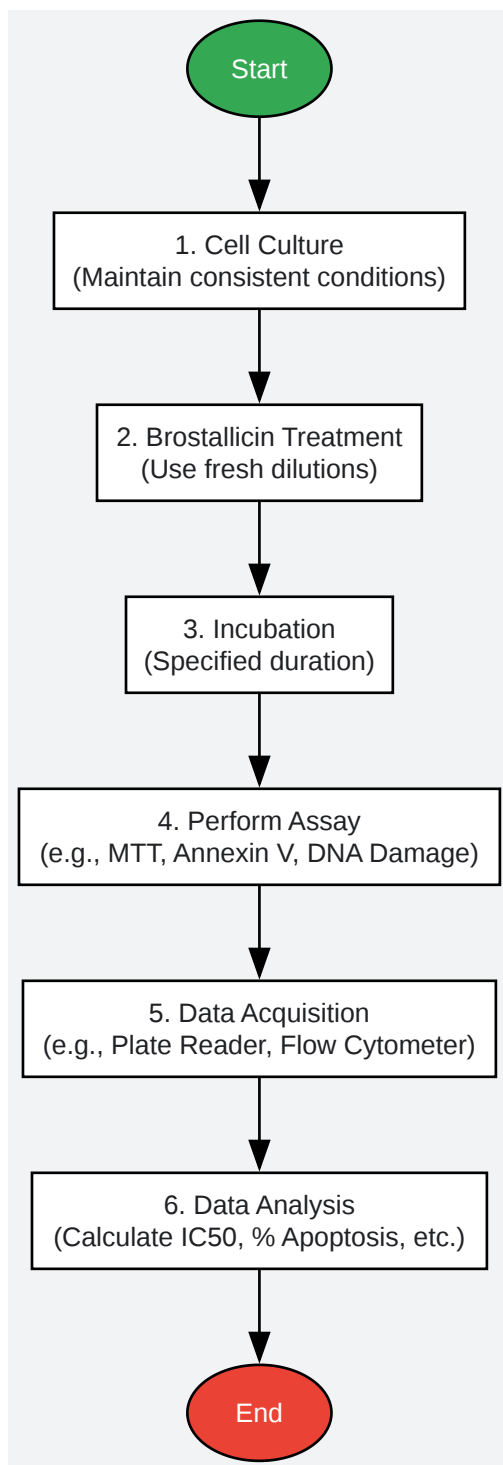 Start
1. Cell Culture
(Maintain consistent conditions)
2. Brostallicin Treatment
(Use fresh dilutions)
3. Incubation
(Specified duration)
4. Perform Assay
(e.g., MTT, Annexin V, DNA Damage)
5. Data Acquisition
(e.g., Plate Reader, Flow Cytometer)
6. Data Analysis
(Calculate IC50, % Apoptosis, etc.)
End